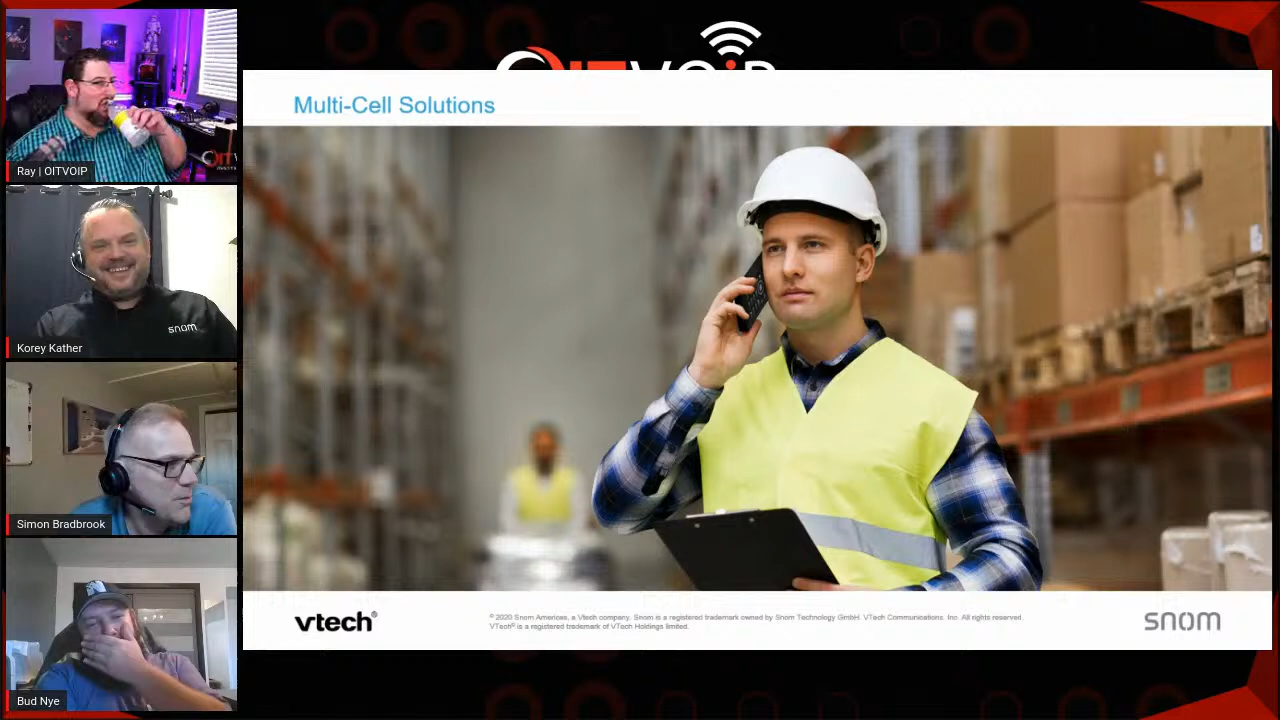 OITVOIP
Multi-Cell Solutions
Ray | OITVOIP
snom
Korey Kather
Simon Bradbrook
Bud Nye
vtech®
© 2020 Snom Americas, a Vtech company. Snom is a registered trademark owned by Snom Technology GmbH. VTech Communications, Inc. All rights reserved.
VTech® is a registered trademark of VTech Holdings limited.
snom